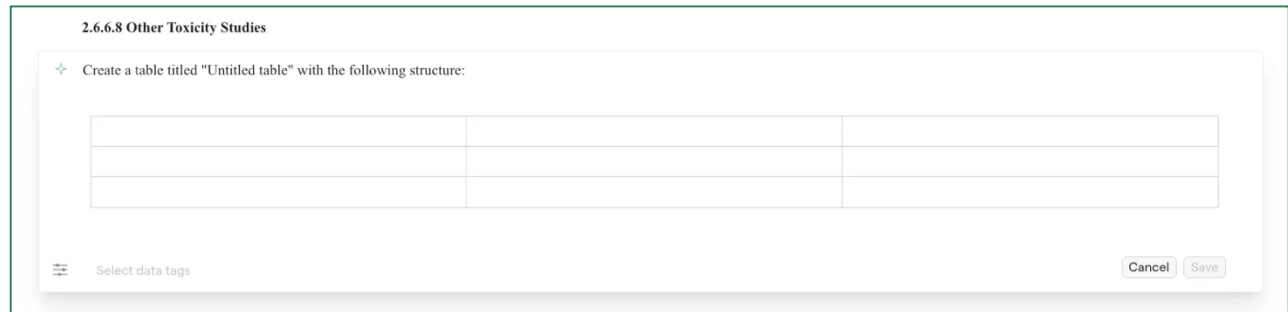 2.6.6.8 Other Toxicity Studies
Create a table titled "Untitled table" with the following structure:
Select data tags
Cancel Save